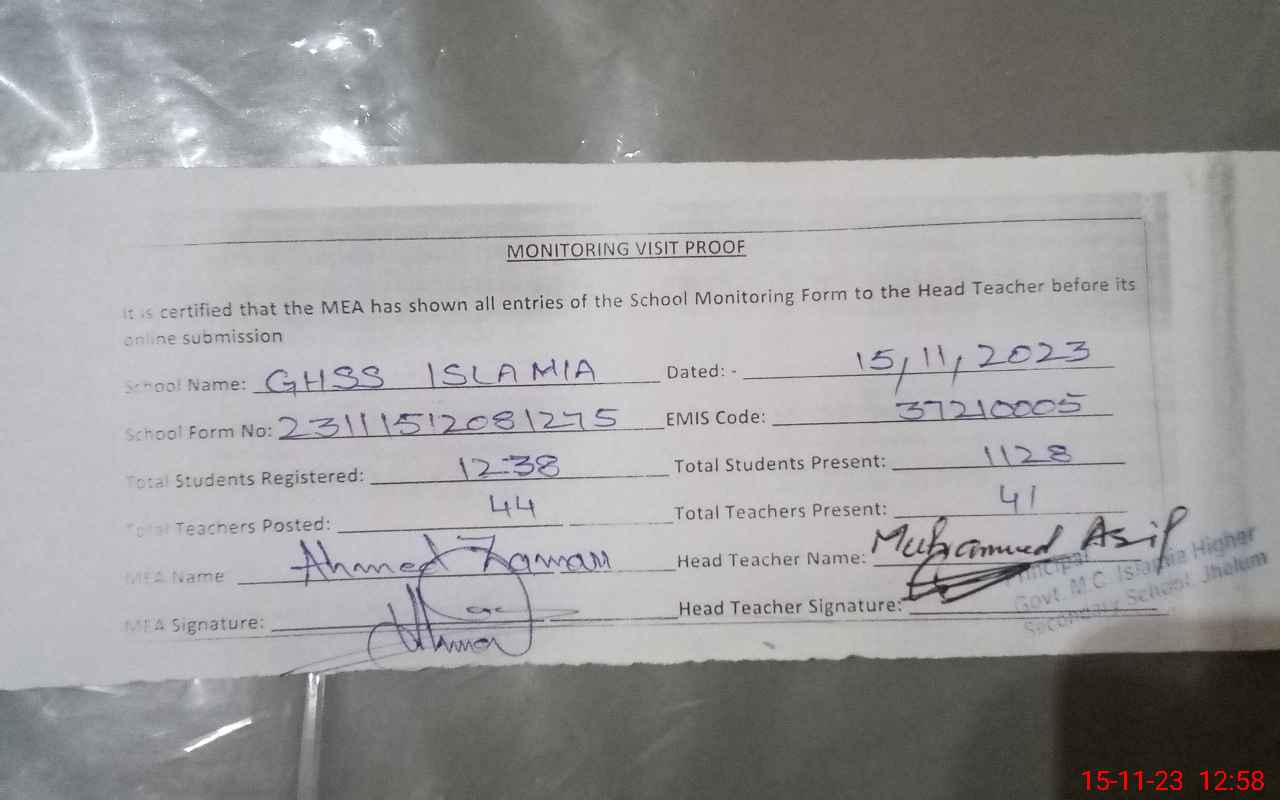 MONITORING VISIT PROOF
It is certified that the MEA has shown all entries of the School Monitoring Form to the Head Teacher before its
online submission
School Name: GHSS ISLAMIA Dated: - 15/11/2023
School Form No: 23111512081275 EMIS Code: 37210005
Total Students Registered: 1238 Total Students Present: 1128
Total Teachers Posted: 44 Total Teachers Present: 41
MEA Name Ahmed Zaman Head Teacher Name: Muhammed Asif
MEA Signature: Head Teacher Signature:
Principal
Govt. M.C. Islamia Higher
Secondary School Jhelum
15-11-23 12:58